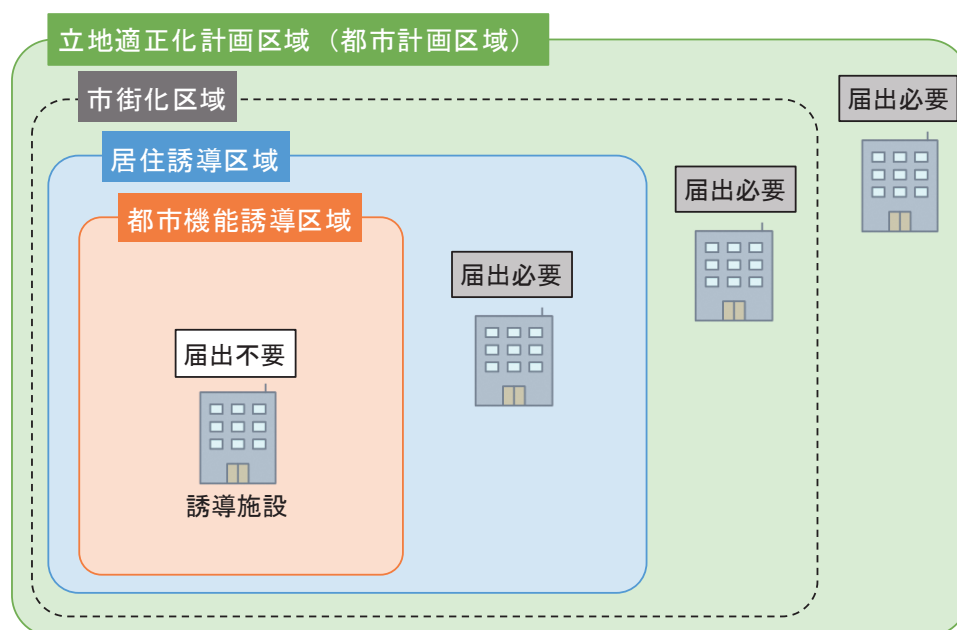 立地適正化計画区域（都市計画区域）
市街化区域
届出必要
居住誘導区域
届出必要
都市機能誘導区域
届出必要
届出不要
誘導施設